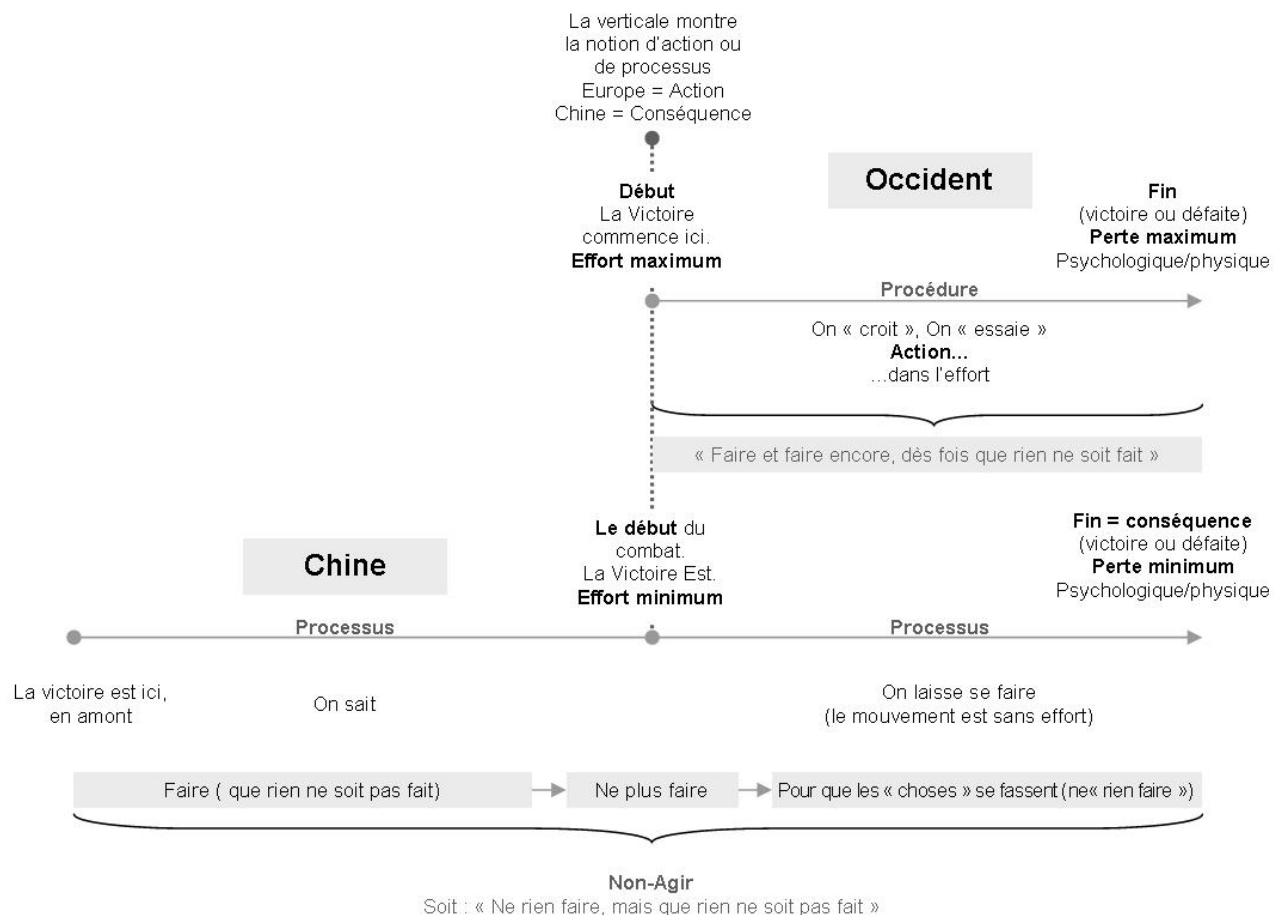 La verticale montre
la notion d'action ou
de processus
Europe = Action
Chine = Conséquence
Occident
Début
La Victoire
commence ici.
Effort maximum
Fin
(victoire ou défaite)
Perte maximum
Psychologique/physique
Procédure
On « croit », On « essaie »
Action...
...dans l'effort
« Faire et faire encore, dès fois que rien ne soit fait »
Chine
Le début du
combat.
La Victoire Est.
Effort minimum
Fin = conséquence
(victoire ou défaite)
Perte minimum
Psychologique/physique
Processus
Processus
La victoire est ici,
en amont
On sait
On laisse se faire
(le mouvement est sans effort)
Faire ( que rien ne soit pas fait)
Ne plus faire
Pour que les « choses » se fassent (ne« rien faire »)
Non-Agir
Soit : « Ne rien faire, mais que rien ne soit pas fait »